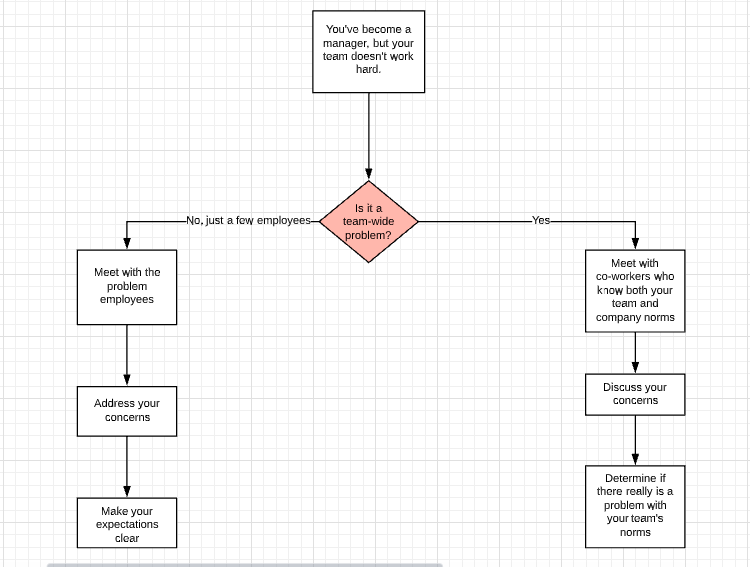 You've become a
manager, but your
team doesn't work
hard.
Is it a
team-wide
problem?
No, just a few employees
Yes
Meet with the
problem
employees
Address your
concerns
Make your
expectations
clear
Meet with
co-workers who
know both your
team and
company norms
Discuss your
concerns
Determine if
there really is a
problem with
your team's
norms